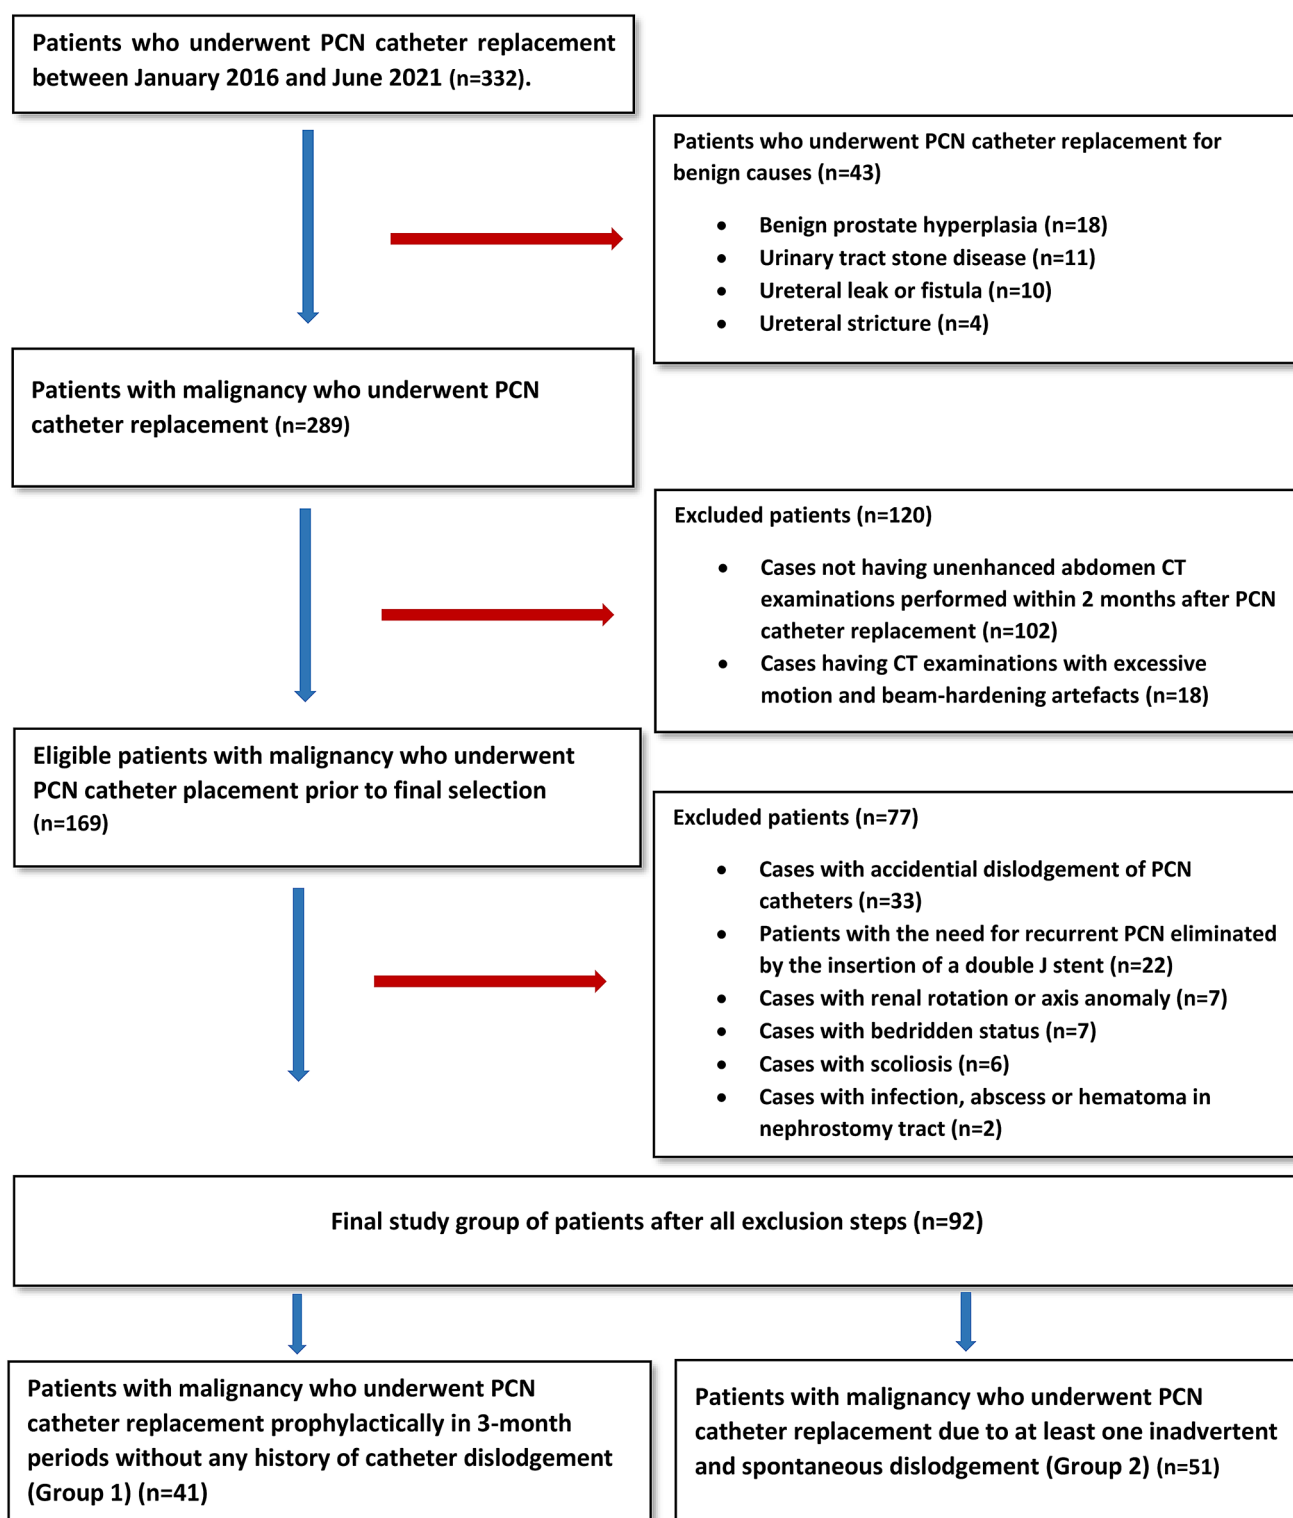 Patients who underwent PCN catheter replacement
between January 2016 and June 2021 (n=332).
Patients who underwent PCN catheter replacement for
benign causes (n=43)
• Benign prostate hyperplasia (n=18)
• Urinary tract stone disease (n=11)
• Ureteral leak or fistula (n=10)
• Ureteral stricture (n=4)
Patients with malignancy who underwent PCN
catheter replacement (n=289)
Excluded patients (n=120)
• Cases not having unenhanced abdomen CT
examinations performed within 2 months after PCN
catheter replacement (n=102)
• Cases having CT examinations with excessive
motion and beam-hardening artefacts (n=18)
Eligible patients with malignancy who underwent
PCN catheter placement prior to final selection
(n=169)
Excluded patients (n=77)
• Cases with accidential dislodgement of PCN
catheters (n=33)
• Patients with the need for recurrent PCN eliminated
by the insertion of a double J stent (n=22)
• Cases with renal rotation or axis anomaly (n=7)
• Cases with bedridden status (n=7)
• Cases with scoliosis (n=6)
• Cases with infection, abscess or hematoma in
nephrostomy tract (n=2)
Final study group of patients after all exclusion steps (n=92)
Patients with malignancy who underwent PCN
catheter replacement prophylactically in 3-month
periods without any history of catheter dislodgement
(Group 1) (n=41)
Patients with malignancy who underwent PCN
catheter replacement due to at least one inadvertent
and spontaneous dislodgement (Group 2) (n=51)